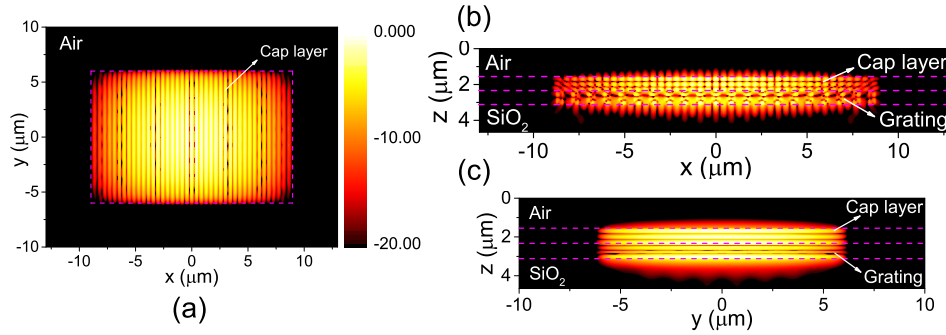 Air
Cap layer
10
5
0
-5
-10
y (μm)
-10
-5
0
5
10
x (μm)
(a)
0.000
-10.00
-20.00
(b)
Air
Cap layer
SiO2
Grating
0
2
4
z (μm)
-10
-5
0
5
10
x (μm)
(c)
Air
Cap layer
SiO2
Grating
0
2
4
z (μm)
-10
-5
0
5
10
y (μm)